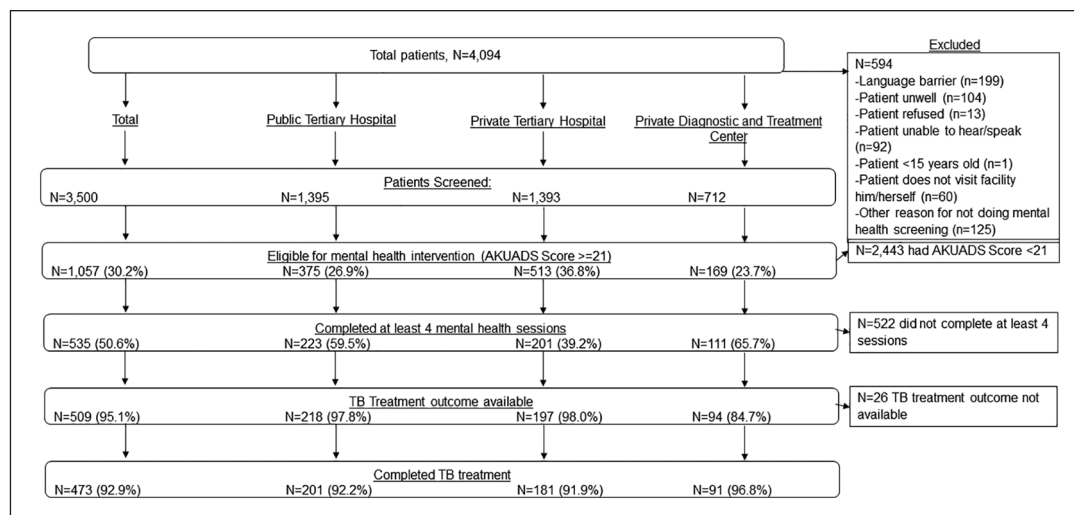 Total patients, N=4,094
Excluded
N=594
-Language barrier (n=199)
-Patient unwell (n=104)
-Patient refused (n=13)
-Patient unable to hear/speak
(n=92)
-Patient <15 years old (n=1)
-Patient does not visit facility
him/herself (n=60)
-Other reason for not doing mental
health screening (n=125)
Total
Public Tertiary Hospital
Private Tertiary Hospital
Private Diagnostic and Treatment
Center
Patients Screened:
N=3,500 N=1,395 N=1,393 N=712
Eligible for mental health intervention (AKUADS Score >=21)
N=1,057 (30.2%) N=375 (26.9%) N=513 (36.8%) N=169 (23.7%)
N=2,443 had AKUADS Score <21
Completed at least 4 mental health sessions
N=535 (50.6%) N=223 (59.5%) N=201 (39.2%) N=111 (65.7%)
N=522 did not complete at least 4
sessions
TB Treatment outcome available
N=509 (95.1%) N=218 (97.8%) N=197 (98.0%) N=94 (84.7%)
N=26 TB treatment outcome not
available
Completed TB treatment
N=473 (92.9%) N=201 (92.2%) N=181 (91.9%) N=91 (96.8%)